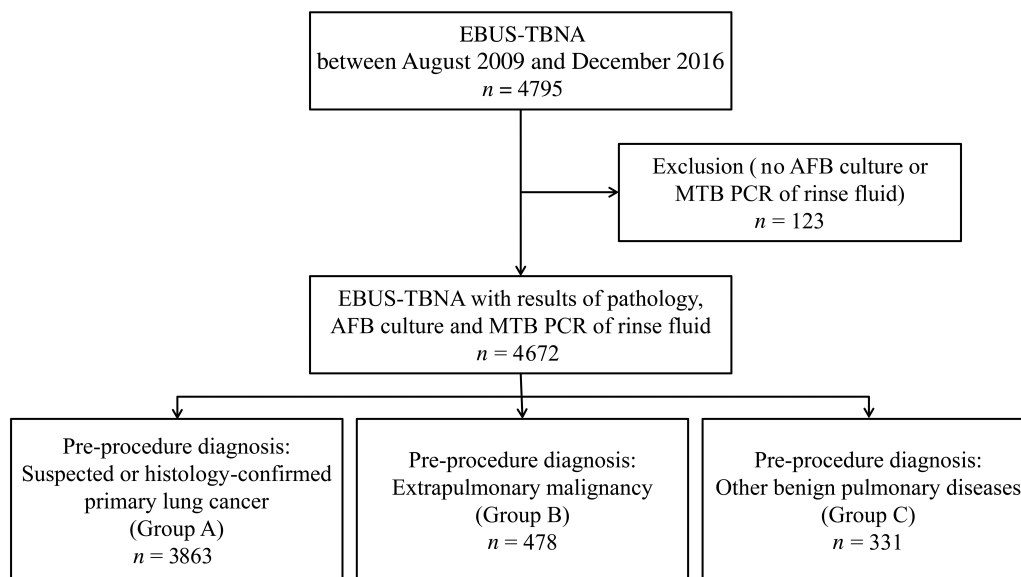 EBUS-TBNA
between August 2009 and December 2016
n = 4795
Exclusion ( no AFB culture or
MTB PCR of rinse fluid)
n = 123
EBUS-TBNA with results of pathology,
AFB culture and MTB PCR of rinse fluid
n = 4672
Pre-procedure diagnosis:
Suspected or histology-confirmed
primary lung cancer
(Group A)
n = 3863
Pre-procedure diagnosis:
Extrapulmonary malignancy
(Group B)
n = 478
Pre-procedure diagnosis:
Other benign pulmonary diseases
(Group C)
n = 331